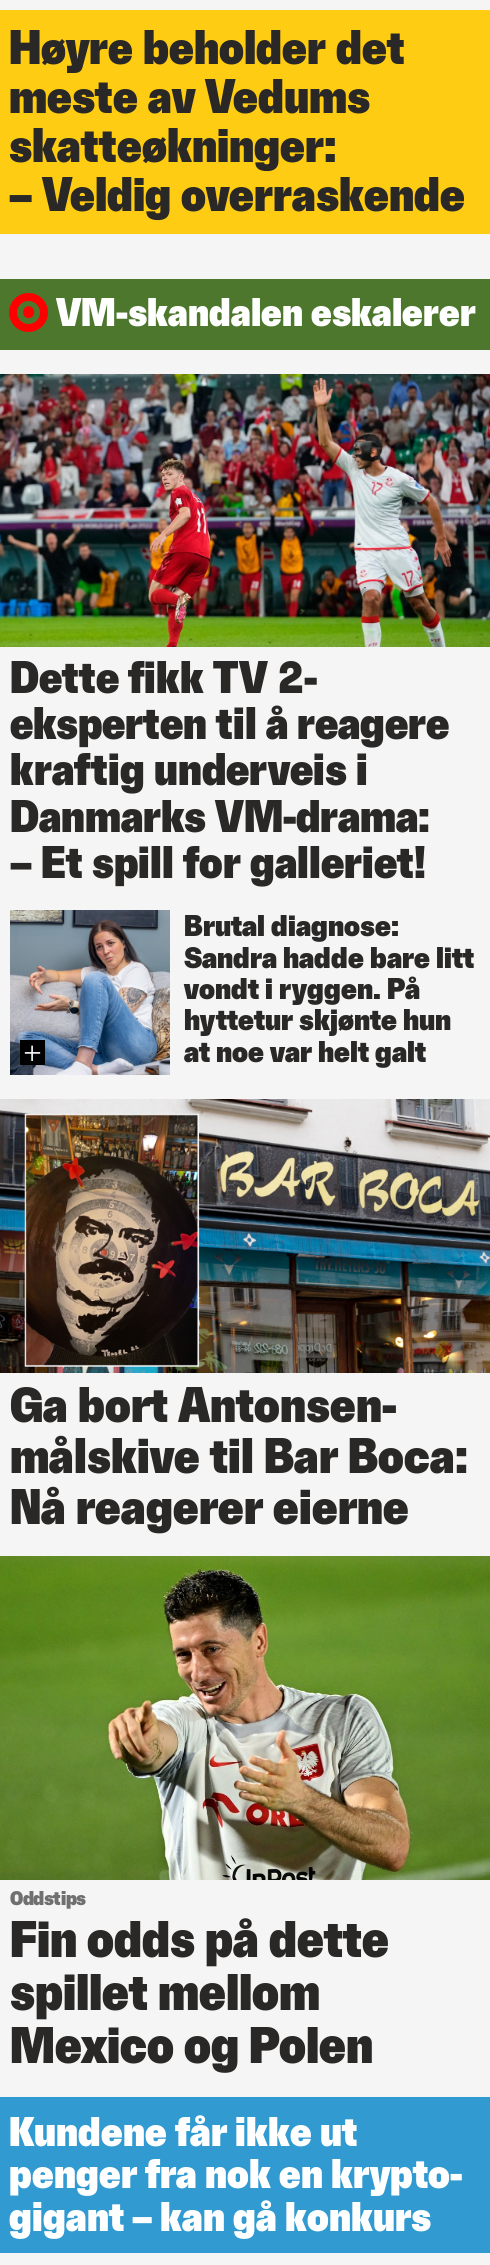 Høyre beholder det
meste av Vedums
skatteøkninger:
– Veldig overraskende
VM-skandalen eskalerer
17
17
Dette fikk TV 2-
eksperten til å reagere
kraftig underveis i
Danmarks VM-drama:
– Et spill for galleriet!
Brutal diagnose:
Sandra hadde bare litt
vondt i ryggen. På
hyttetur skjønte hun
at noe var helt galt
BAR BOCA
Ga bort Antonsen-
målskive til Bar Boca:
Nå reagerer eierne
InPost
Oddstips
Fin odds på dette
spillet mellom
Mexico og Polen
Kundene får ikke ut
penger fra nok en krypto-
gigant – kan gå konkurs